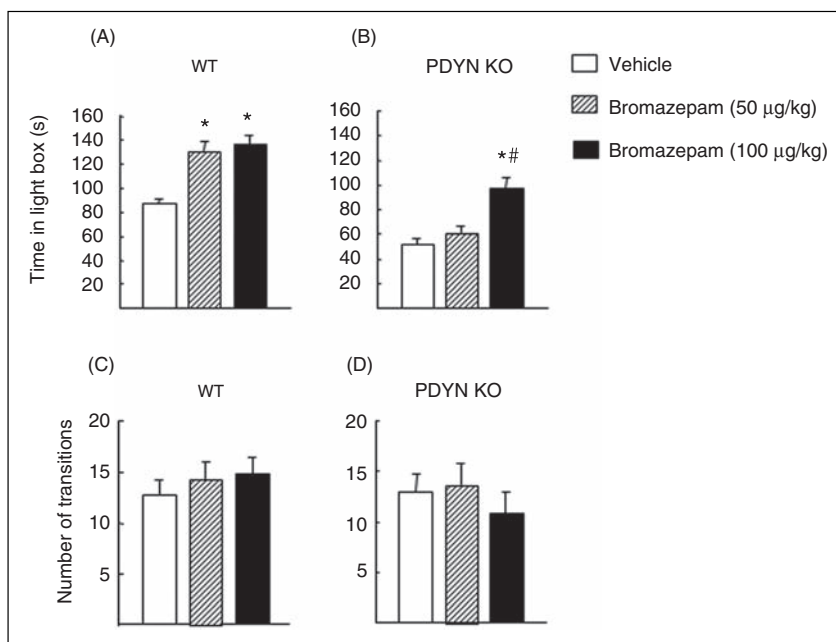 (A)
WT
Time in light box (s)
160
140
120
100
80
60
40
20
*
*
(B)
PDYN KO
160
140
120
100
80
60
40
20
*#
Vehicle
Bromazepam (50 μg/kg)
Bromazepam (100 μg/kg)
(C)
WT
Number of transitions
20
15
10
5
(D)
PDYN KO
20
15
10
5